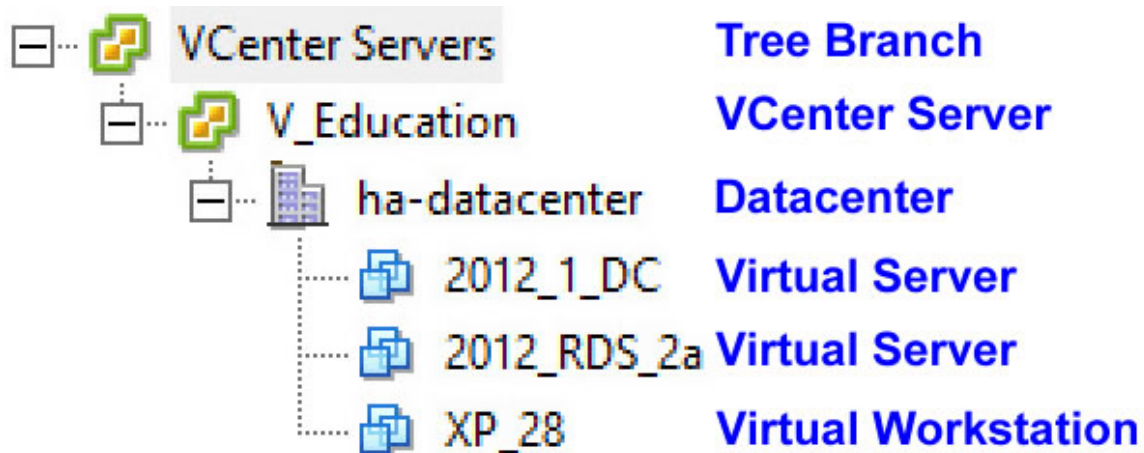 VCenter Servers Tree Branch
V_Education VCenter Server
ha-datacenter Datacenter
2012_1_DC Virtual Server
2012_RDS_2a Virtual Server
XP_28 Virtual Workstation